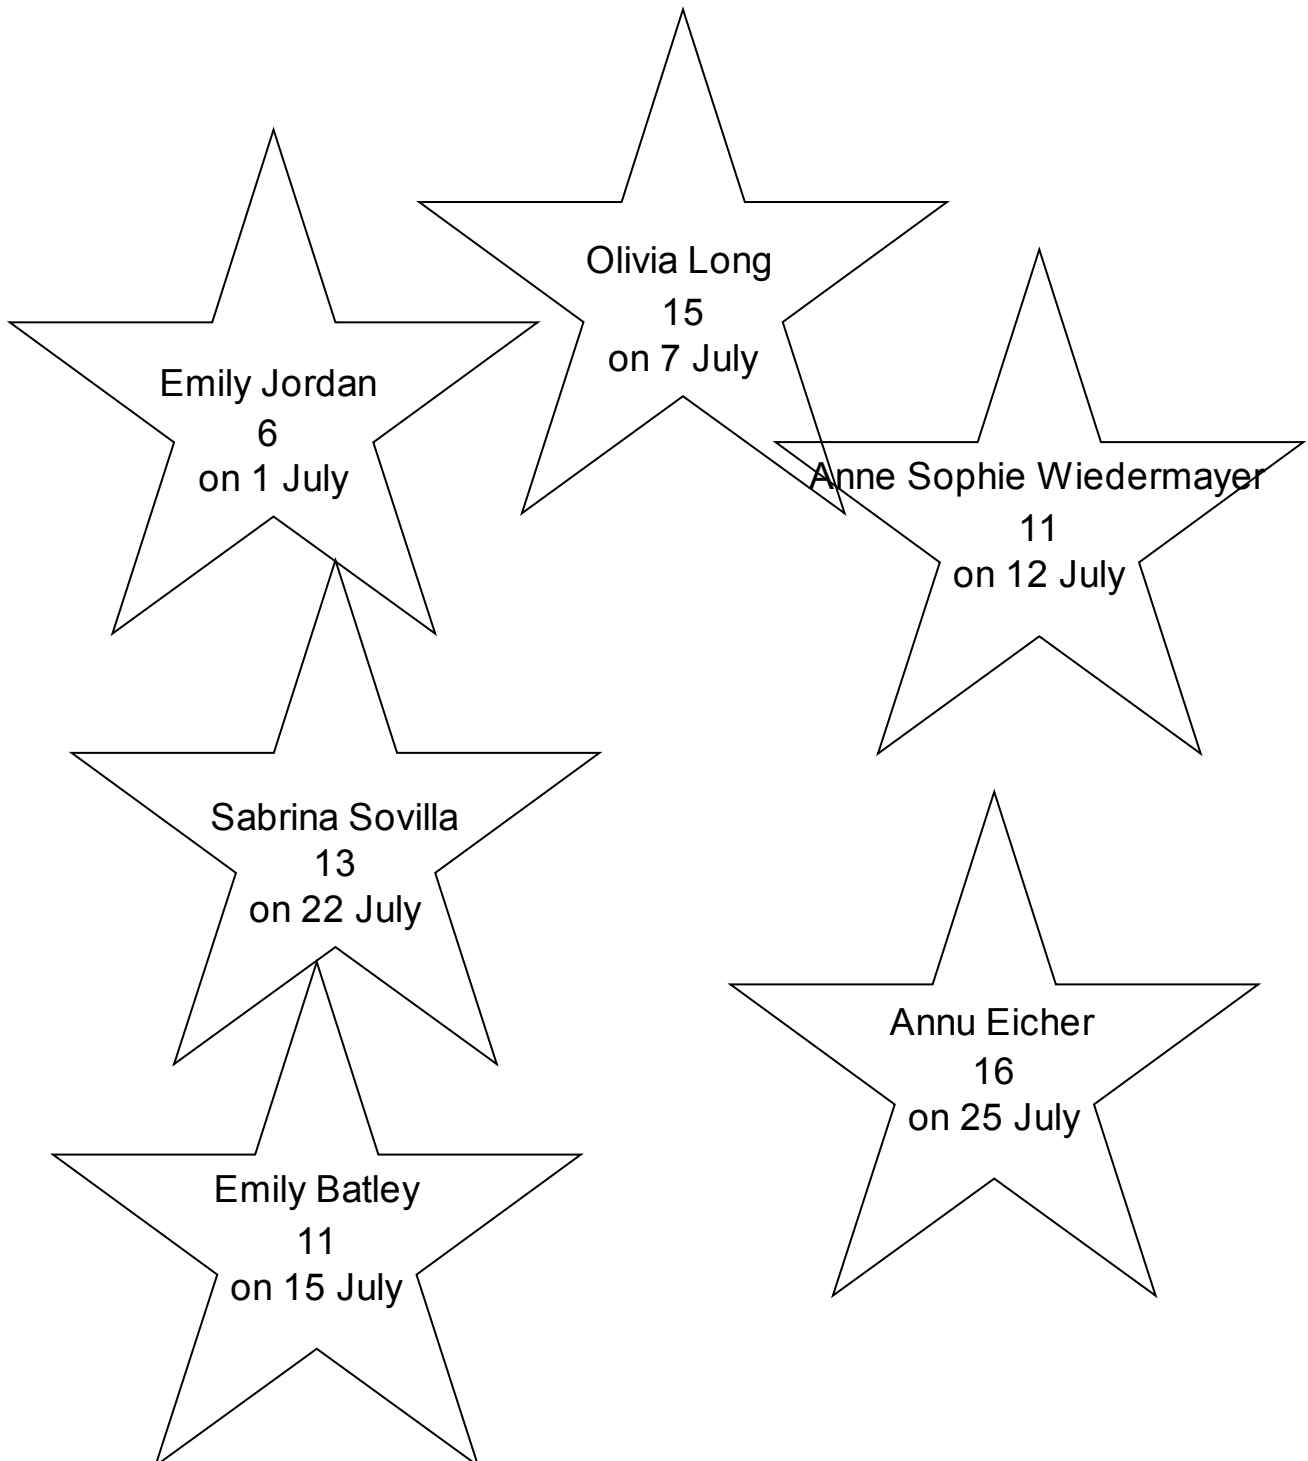 Olivia Long
15
on 7 July
Emily Jordan
6
on 1 July
Anne Sophie Wiedermayer
11
on 12 July
Sabrina Sovilla
13
on 22 July
Annu Eicher
16
on 25 July
Emily Batley
11
on 15 July